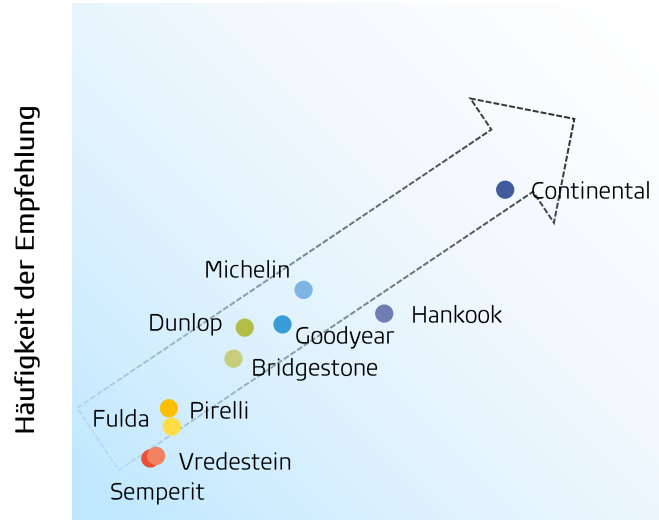 Häufigkeit der Empfehlung
Continental
Michelin
Hankook
Dunlop
Goodyear
Bridgestone
Pirelli
Fulda
Vredestein
Semperit